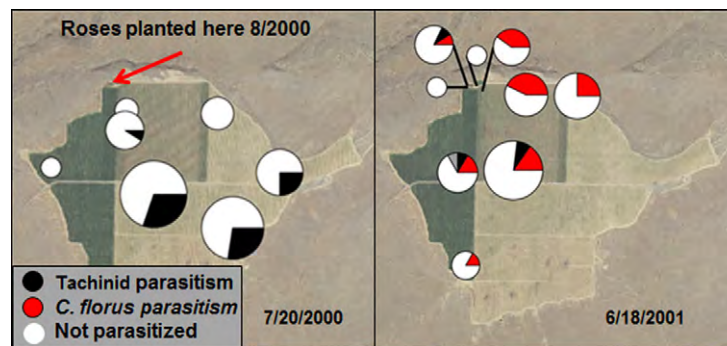 Roses planted here 8/2000
Tachinid parasitism
C. florus parasitism
Not parasitized
7/20/2000
6/18/2001